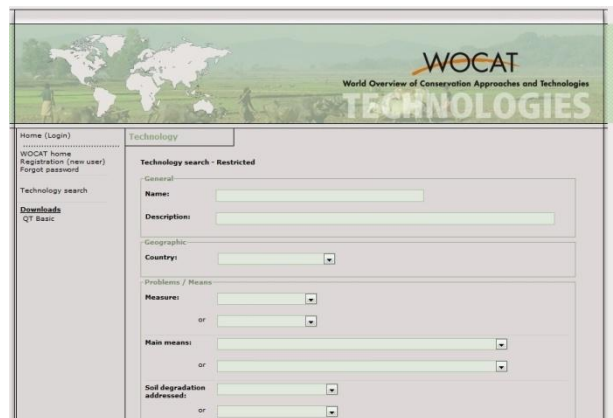 WOCAT
World Overview of Conservation Approaches and Technologies
TECHNOLOGIES
Home (Login)
WOCAT home
Registration (new user)
Forgot password
Technology search
Downloads
QT Basic
Technology
Technology search - Restricted
General
Name:
Description:
Geographic
Country:
Problems / Means
Measure:
or
Main means:
or
Soil degradation
addressed:
or